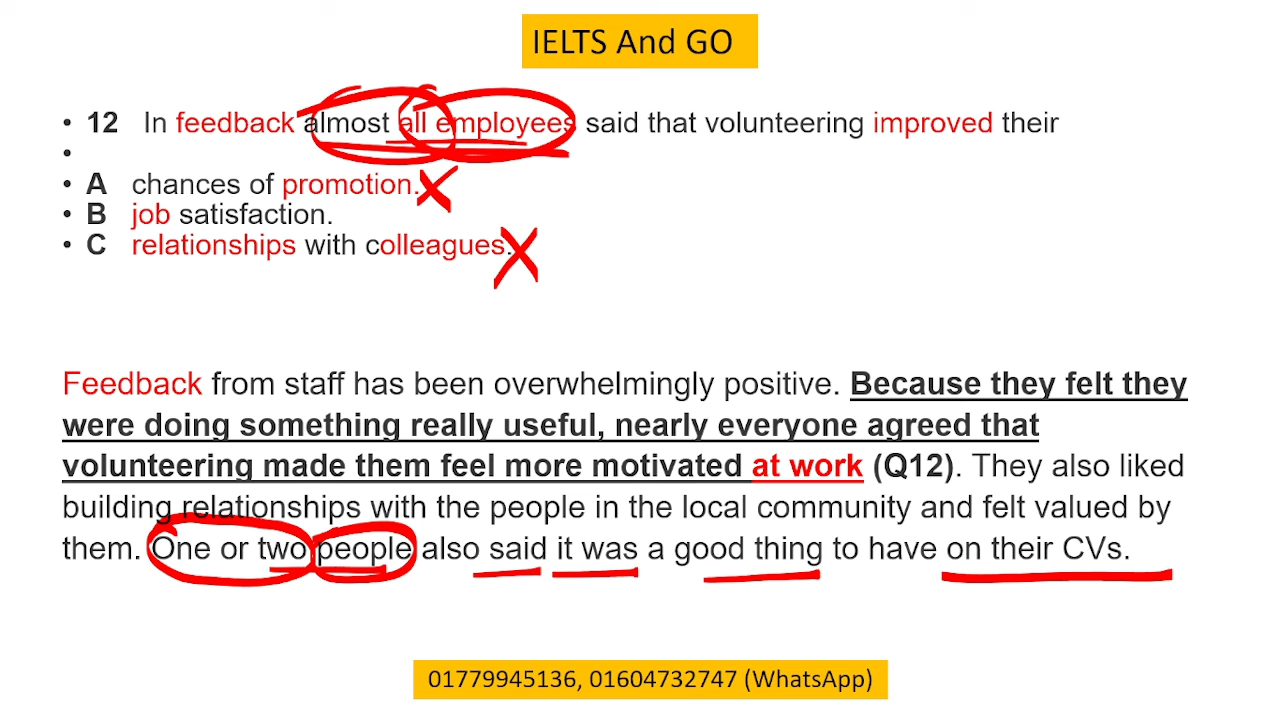 IELTS And GO
• 12 In feedback almost all employees said that volunteering improved their
•
• A chances of promotion.
• B job satisfaction.
• C relationships with colleagues.
Feedback from staff has been overwhelmingly positive. Because they felt they
were doing something really useful, nearly everyone agreed that
volunteering made them feel more motivated at work (Q12). They also liked
building relationships with the people in the local community and felt valued by
them. One or two people also said it was a good thing to have on their CVs.
01779945136, 01604732747 (WhatsApp)